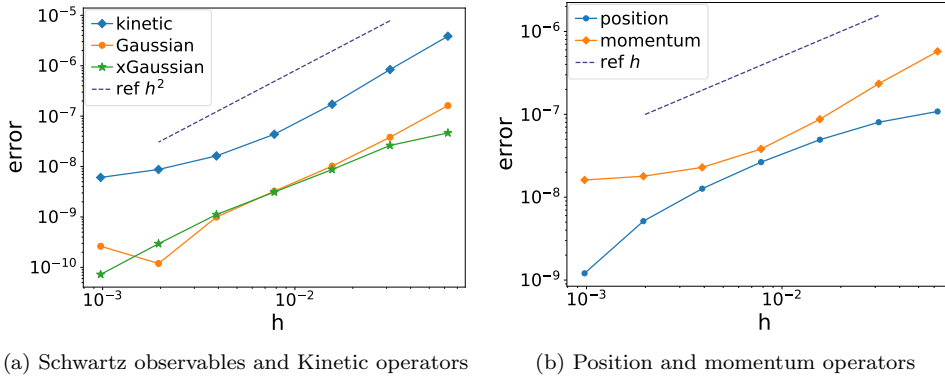 10⁻⁵
10⁻⁶
10⁻⁷
10⁻⁸
10⁻⁹
10⁻¹⁰
error
kinetic
Gaussian
xGaussian
ref h²
10⁻³
10⁻²
h
(a) Schwartz observables and Kinetic operators
10⁻⁶
10⁻⁷
10⁻⁸
10⁻⁹
error
position
momentum
ref h
10⁻³
10⁻²
h
(b) Position and momentum operators